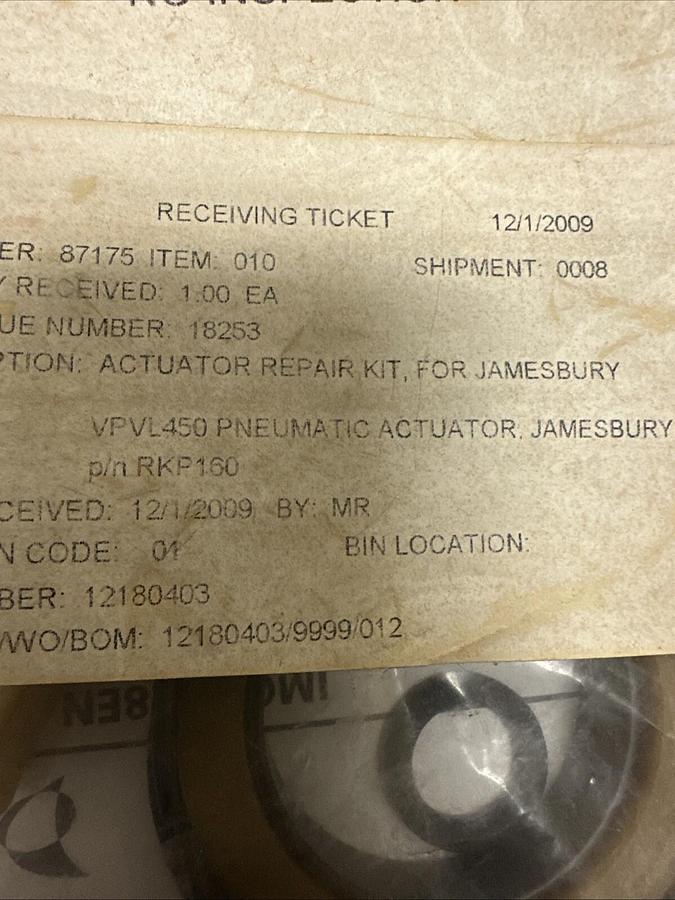 RECEIVING TICKET 12/1/2009
ER: 87175 ITEM: 010 SHIPMENT: 0008
Y RECEIVED: 1.00 EA
UE NUMBER: 18253
PTION: ACTUATOR REPAIR KIT, FOR JAMESBURY
VPVL450 PNEUMATIC ACTUATOR, JAMESBURY
p/n RKP160
CEIVED: 12/1/2009 BY: MR
N CODE: 01 BIN LOCATION:
BER: 12180403
/WO/BOM: 12180403/9999/012